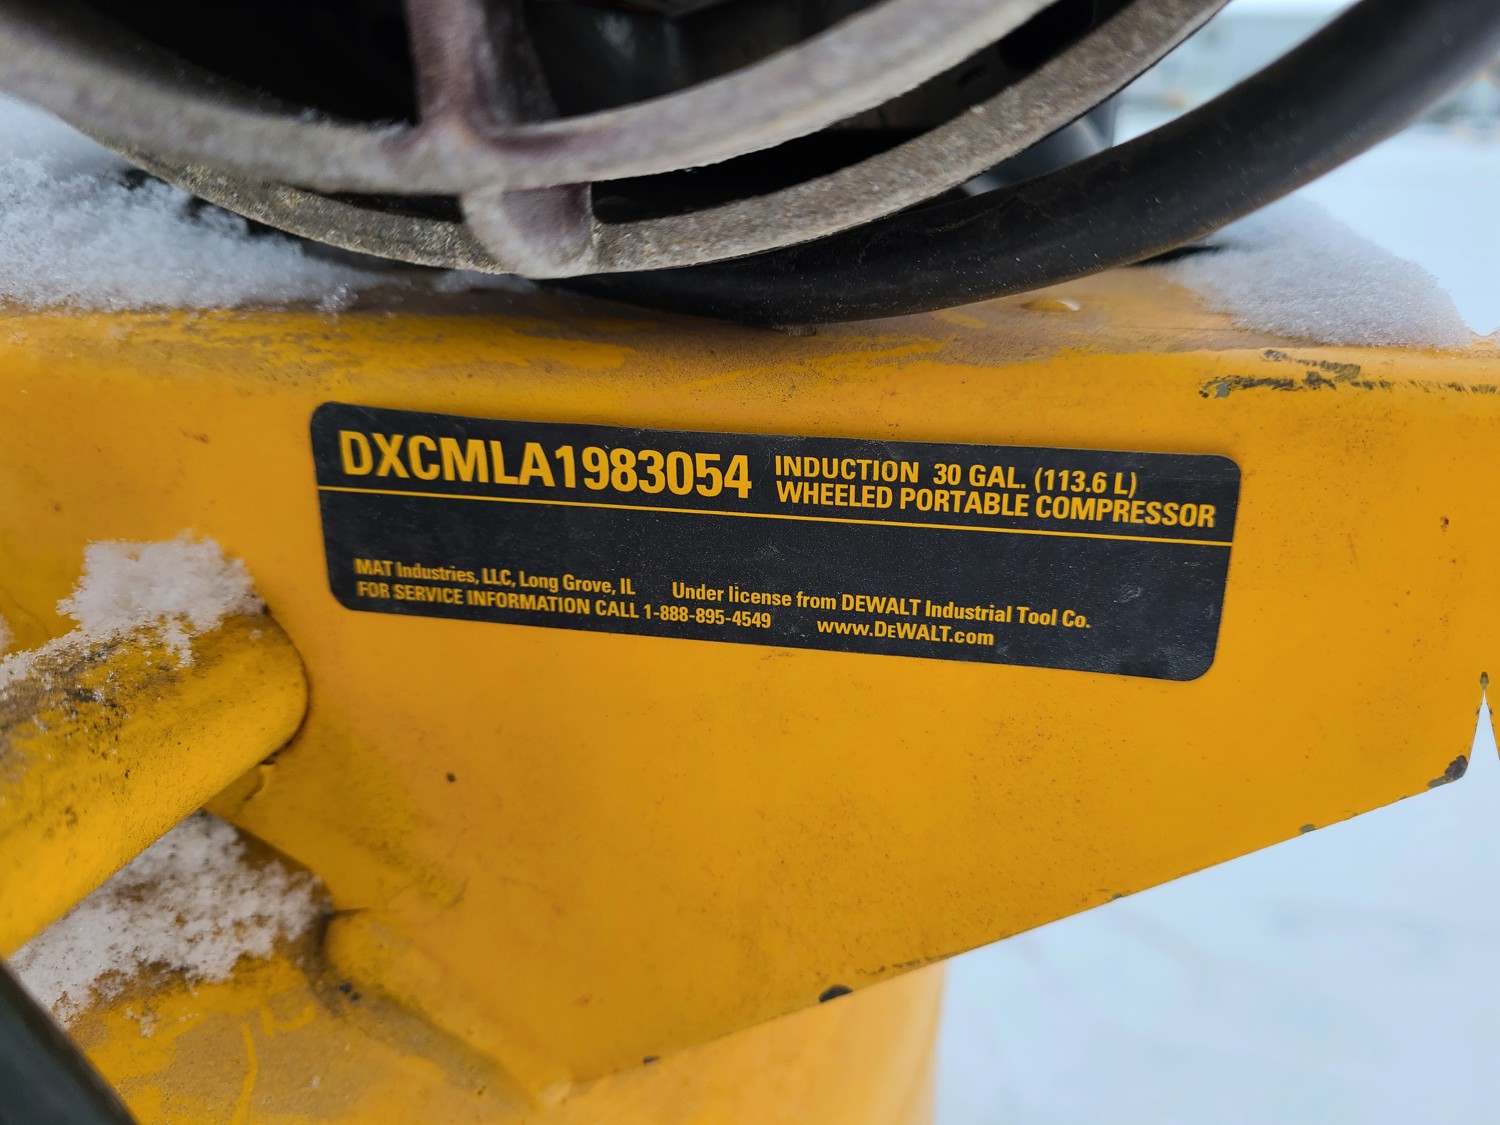 DXCMLA1983054
INDUCTION 30 GAL. (113.6 L)
WHEELED PORTABLE COMPRESSOR
MAT Industries, LLC, Long Grove, IL
FOR SERVICE INFORMATION CALL 1-888-895-4549
Under license from DEWALT Industrial Tool Co.
www.DEWALT.com